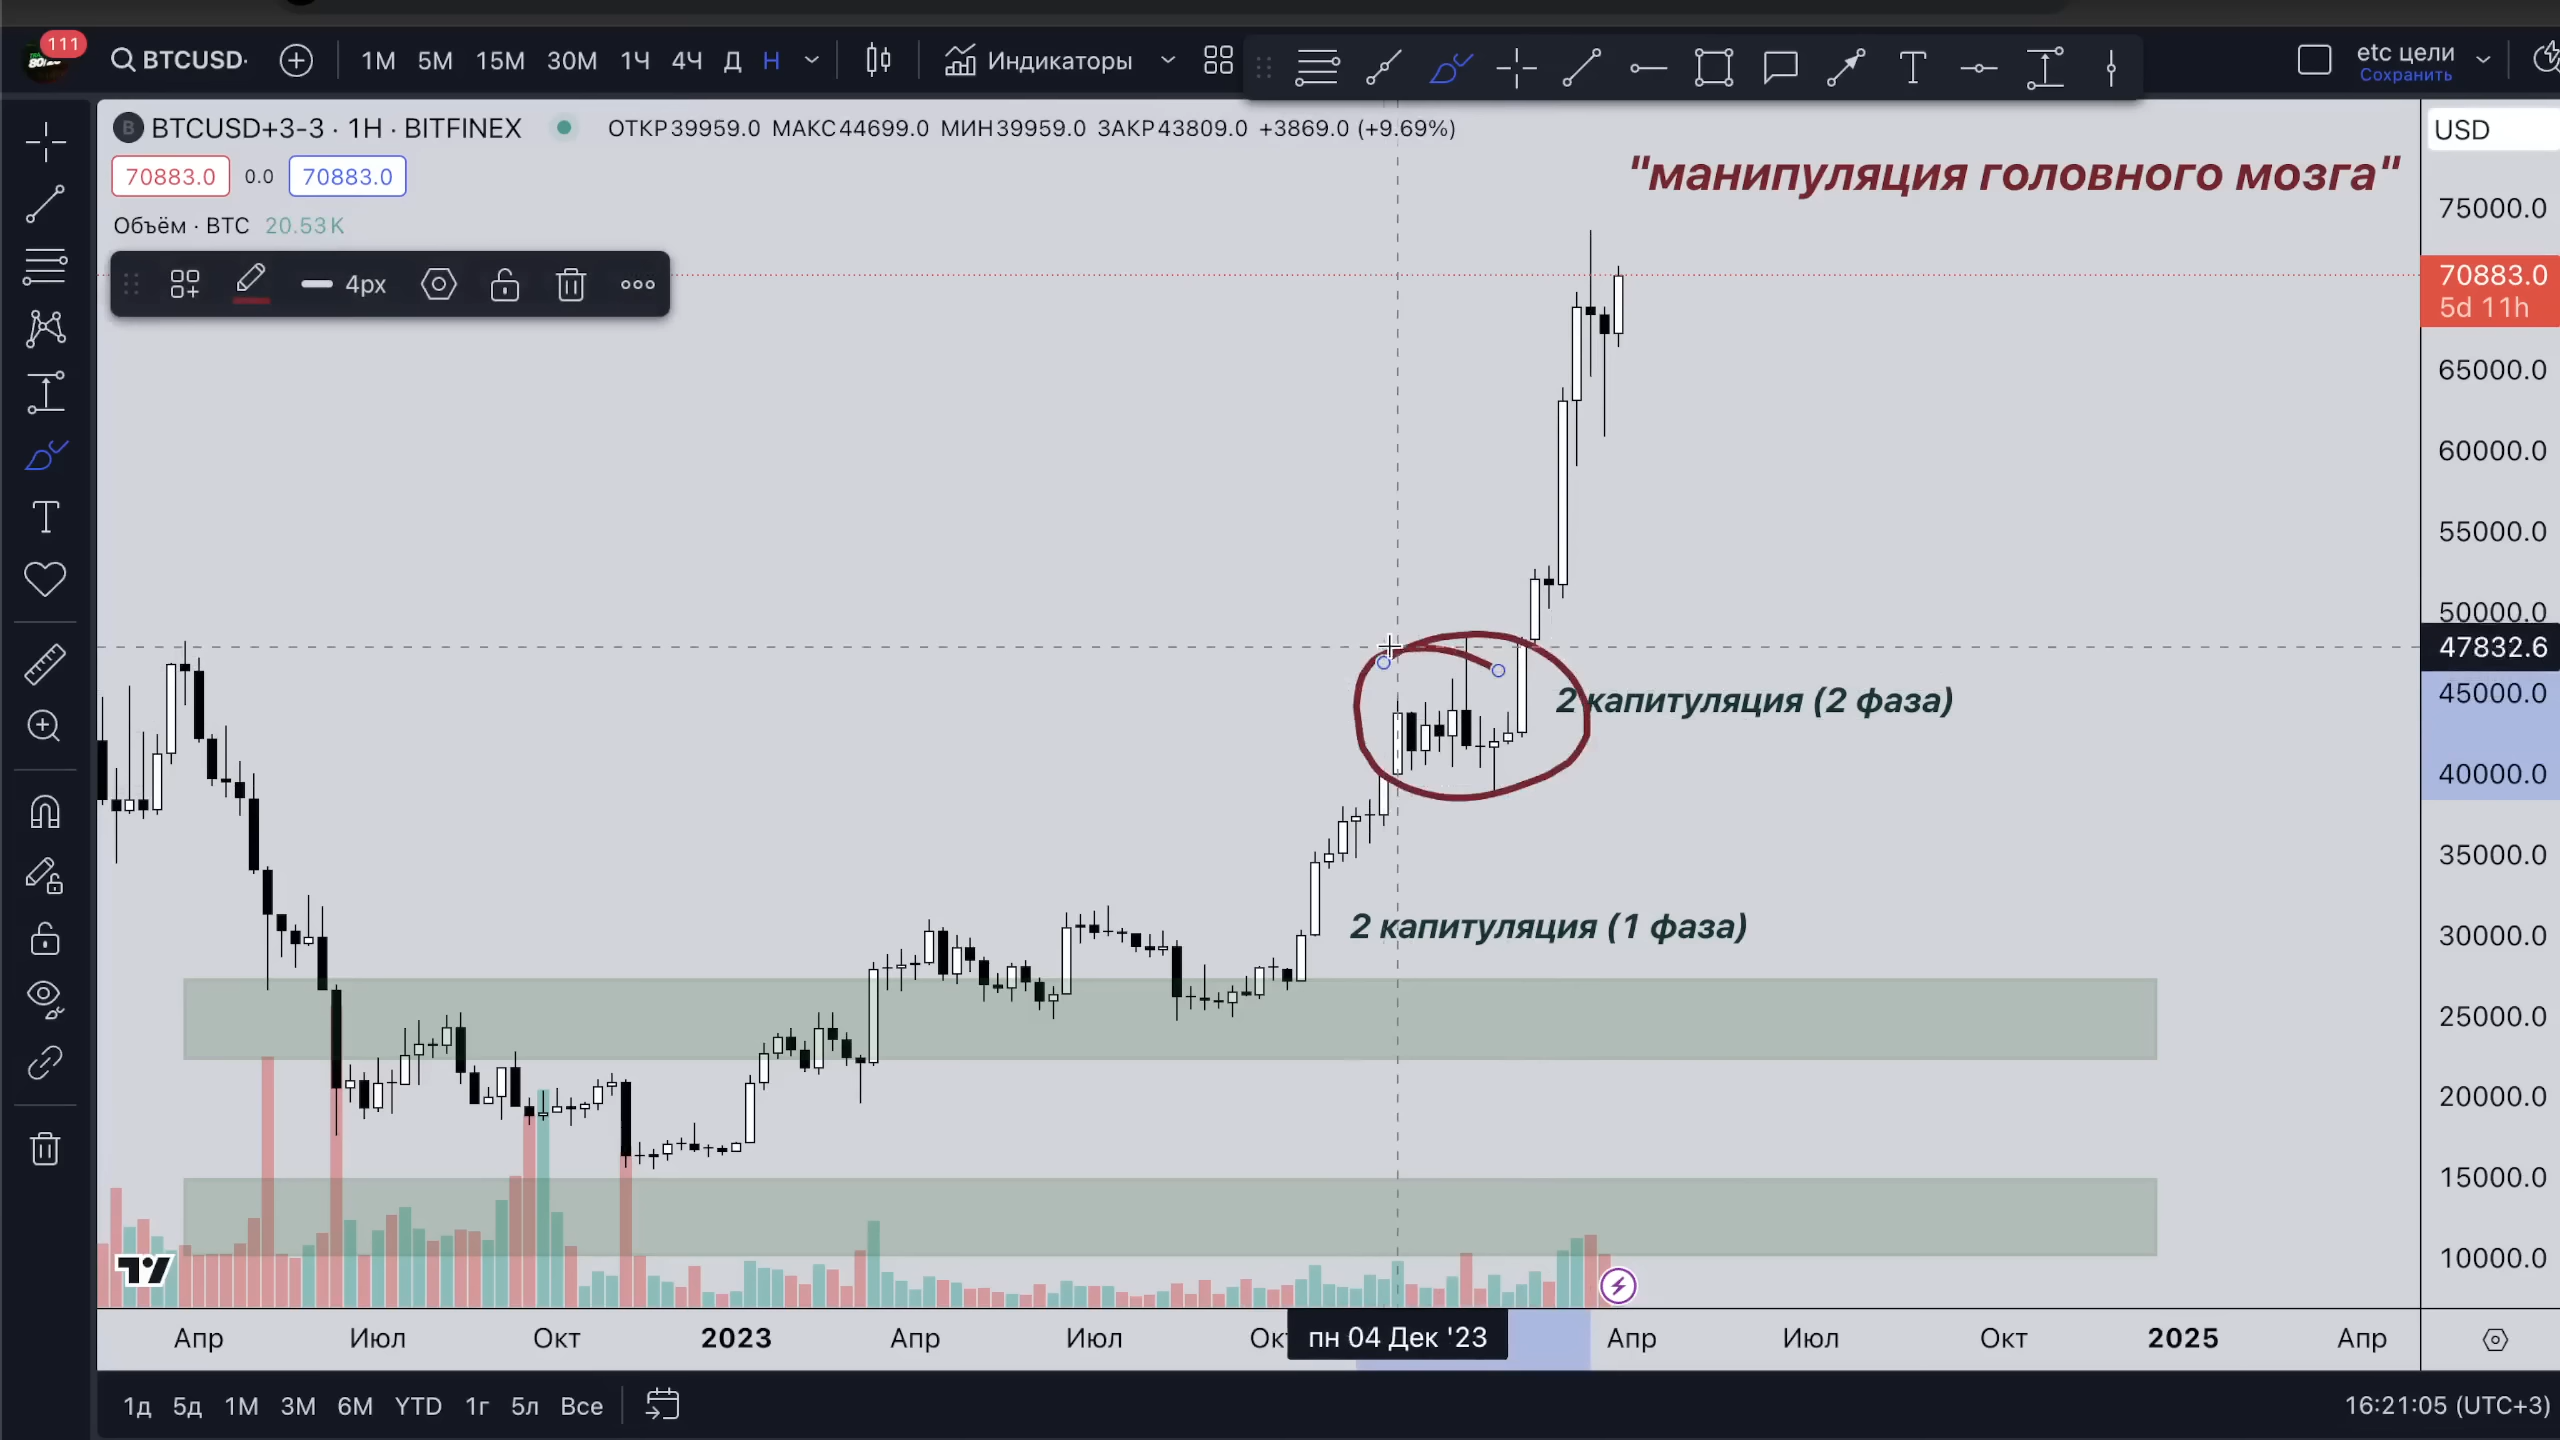 111
BTCUSD·
1М 5М 15М 30М 1Ч 4Ч Д Н
Индикаторы
etc цели
Сохранить
BTCUSD+3-3 · 1Н · BITFINEX ОТКР39959.0 МАКС44699.0 МИН39959.0 ЗАКР43809.0 +3869.0 (+9.69%)
USD
70883.0 0.0 70883.0
"манипуляция головного мозга"
Объём · BTC 20.53K
4px
75000.0
70883.0
5d 11h
65000.0
60000.0
55000.0
50000.0
47832.6
45000.0
2 капитуляция (2 фаза)
40000.0
35000.0
2 капитуляция (1 фаза)
30000.0
25000.0
20000.0
15000.0
10000.0
Апр Июл Окт 2023 Апр Июл Ок пн 04 Дек '23 Апр Июл Окт 2025 Апр
1д 5д 1М 3М 6М YTD 1г 5л Все
16:21:05 (UTC+3)